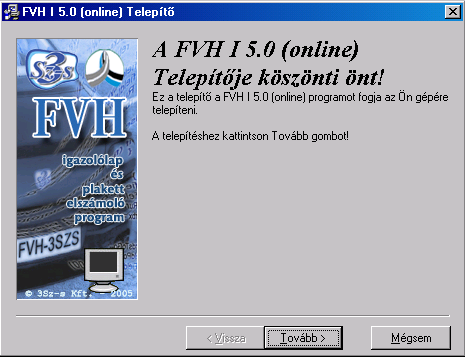 FVH I 5.0 (online) Telepítő
3Szs
FVH
igazolólap
és
plakett
elszámoló
program
FVH-3SZS
© 3Sz-s Kft. - 2005
A FVH I 5.0 (online)
Telepítője köszönti önt!
Ez a telepítő a FVH I 5.0 (online) programot fogja az Ön gépére
telepíteni.
A telepítéshez kattintson Tovább gombot!
< Vissza
Tovább >
Mégsem